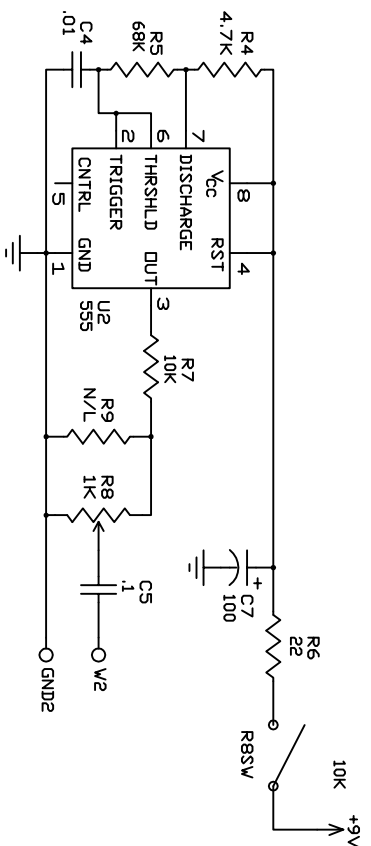 C4
.01
R5
68K
R4
4.7K
2
6
7
TRIGGER
THRSHLD
DISCHARGE
CNTRL
5
Vcc
8
GND
1
OUT
3
RST
4
U2
555
R7
10K
R9
N/L
R8
1K
C5
.1
W2
GND2
+
C7
100
R6
22
R8SW
10K
+9V